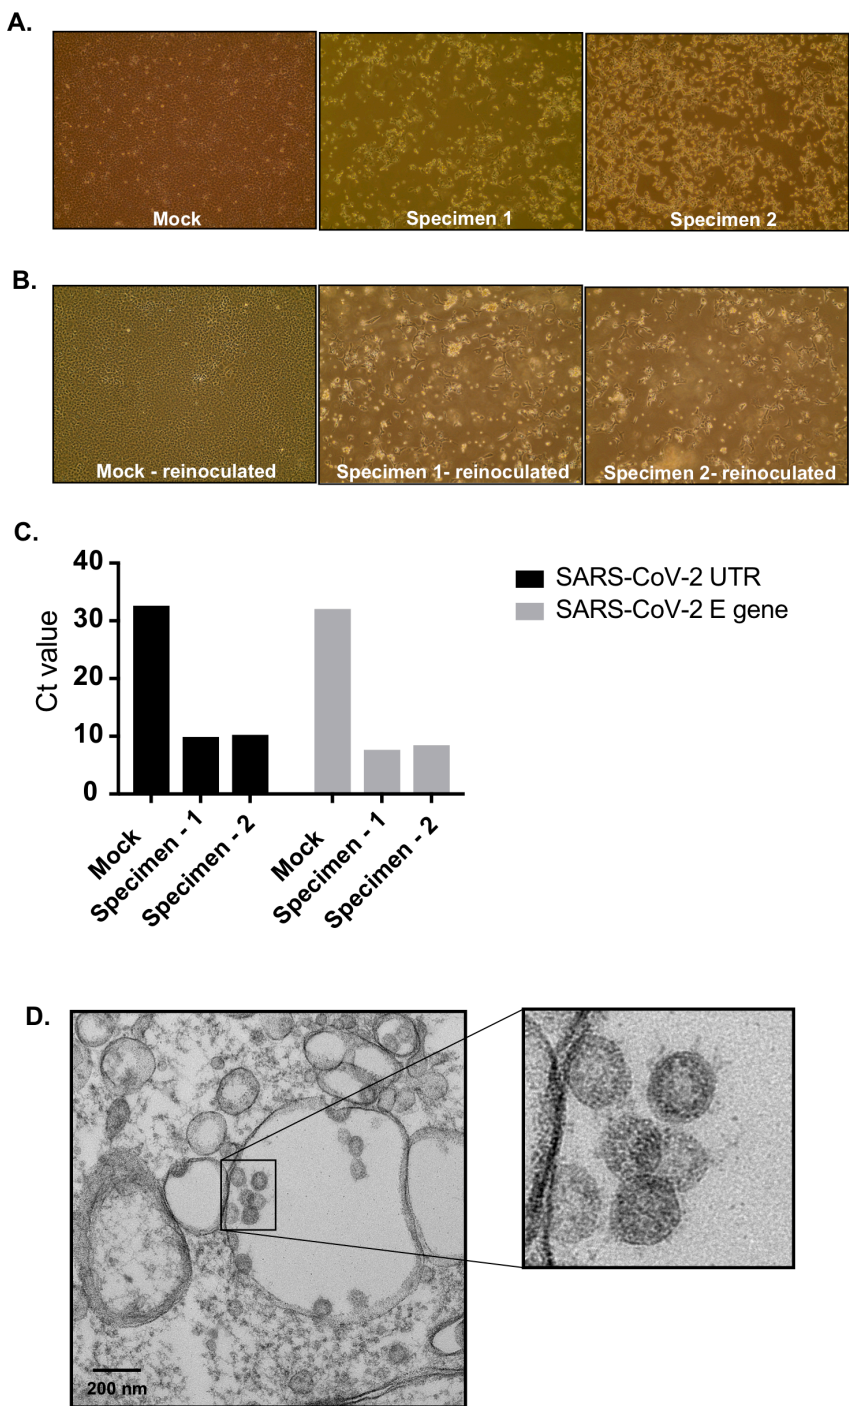 A.
Mock
Specimen 1
Specimen 2
B.
Mock - reinoculated
Specimen 1- reinoculated
Specimen 2- reinoculated
C.
40
30
20
10
0
Ct value
Mock
Specimen - 1
Specimen - 2
Mock
Specimen - 1
Specimen - 2
SARS-CoV-2 UTR
SARS-CoV-2 E gene
D.
200 nm